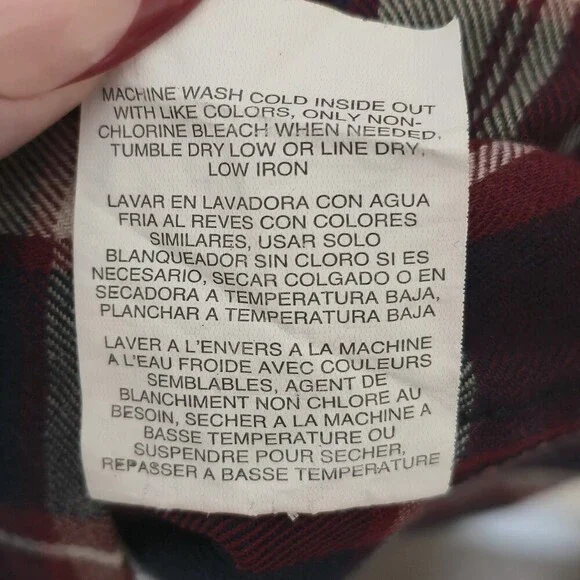 MACHINE WASH COLD INSIDE OUT
WITH LIKE COLORS, ONLY NON-
CHLORINE BLEACH WHEN NEEDED,
TUMBLE DRY LOW OR LINE DRY,
LOW IRON
LAVAR EN LAVADORA CON AGUA
FRIA AL REVES CON COLORES
SIMILARES, USAR SOLO
BLANQUEADOR SIN CLORO SI ES
NECESARIO, SECAR COLGADO O EN
SECADORA A TEMPERATURA BAJA,
PLANCHAR A TEMPERATURA BAJA
LAVER A L'ENVERS A LA MACHINE
A L'EAU FROIDE AVEC COULEURS
SEMBLABLES, AGENT DE
BLANCHIMENT NON CHLORE AU
BESOIN, SECHER A LA MACHINE A
BASSE TEMPERATURE OU
SUSPENDRE POUR SECHER,
REPASSER A BASSE TEMPERATURE